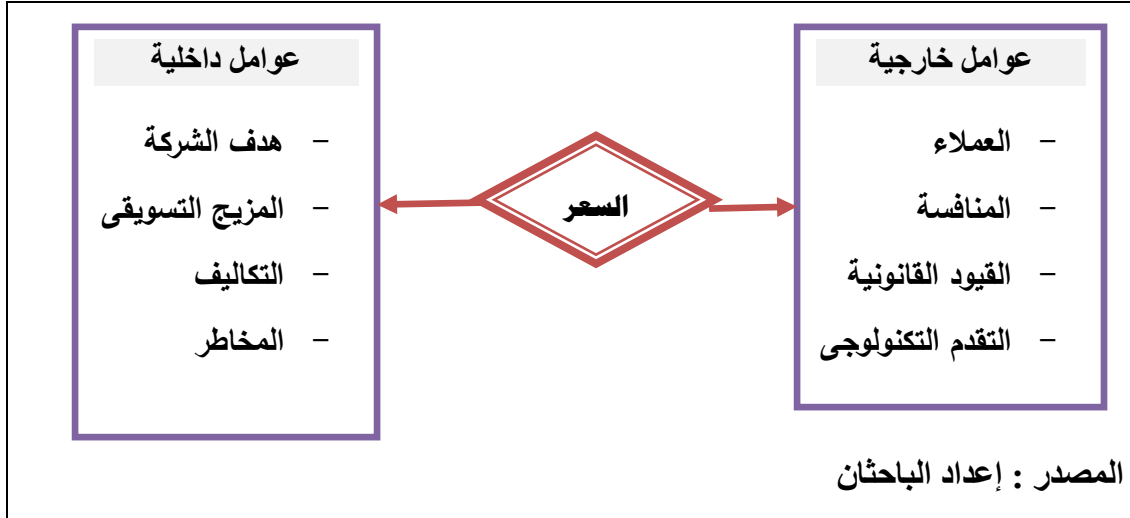 عوامل خارجية
- العملاء
- المنافسة
- القيود القانونية
- التقدم التكنولوجى
السعر
عوامل داخلية
- هدف الشركة
- المزيج التسويقى
- التكاليف
- المخاطر
المصدر : إعداد الباحثان